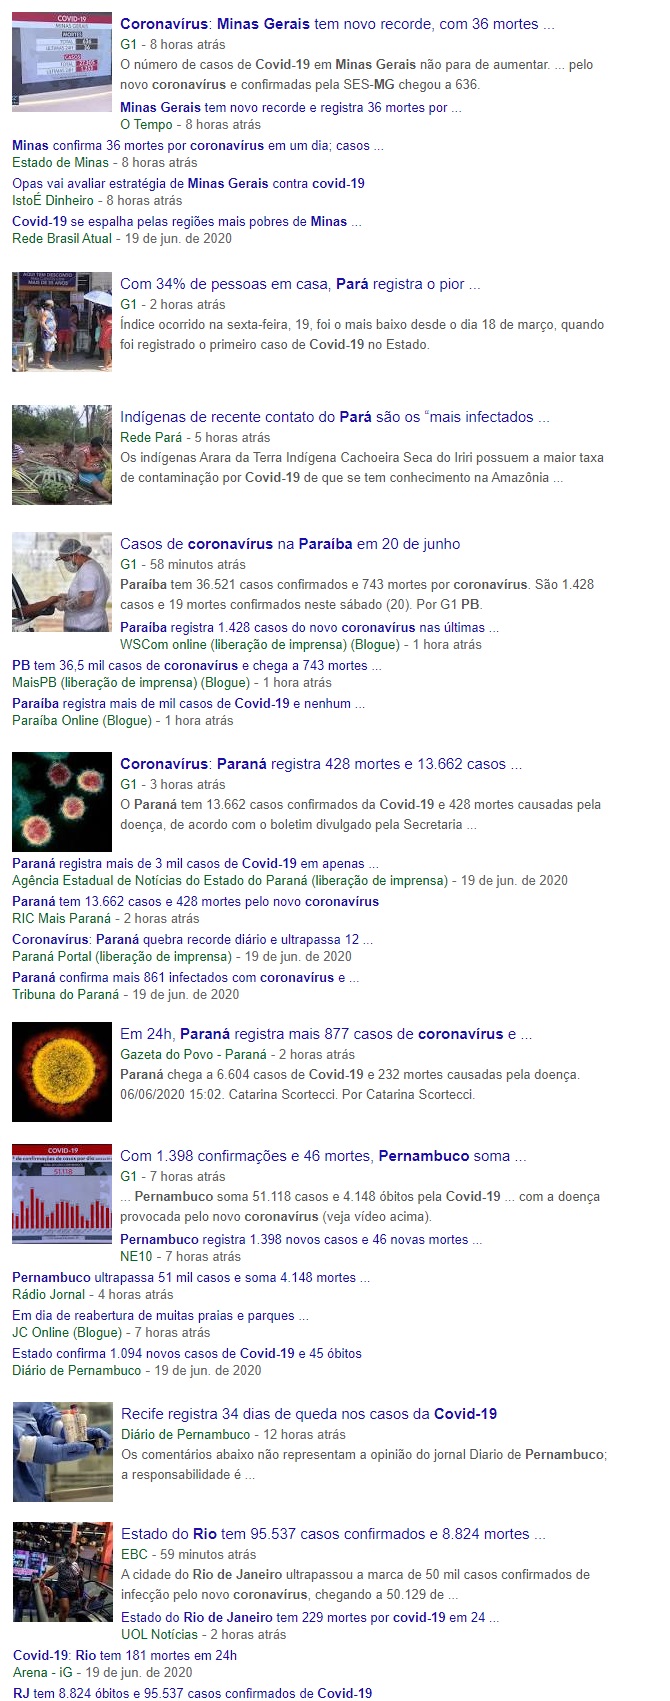 Coronavírus: Minas Gerais tem novo recorde, com 36 mortes ...
G1 - 8 horas atrás
O número de casos de Covid-19 em Minas Gerais não para de aumentar. ... pelo
novo coronavírus e confirmadas pela SES-MG chegou a 636.
Minas Gerais tem novo recorde e registra 36 mortes por ...
O Tempo - 8 horas atrás
Minas confirma 36 mortes por coronavírus em um dia; casos ...
Estado de Minas - 8 horas atrás
Opas vai avaliar estratégia de Minas Gerais contra covid-19
IstoÉ Dinheiro - 8 horas atrás
Covid-19 se espalha pelas regiões mais pobres de Minas ...
Rede Brasil Atual - 19 de jun. de 2020
Com 34% de pessoas em casa, Pará registra o pior ...
G1 - 2 horas atrás
Índice ocorrido na sexta-feira, 19, foi o mais baixo desde o dia 18 de março, quando
foi registrado o primeiro caso de Covid-19 no Estado.
Indígenas de recente contato do Pará são os “mais infectados ...
Rede Pará - 5 horas atrás
Os indígenas Arara da Terra Indígena Cachoeira Seca do Iriri possuem a maior taxa
de contaminação por Covid-19 de que se tem conhecimento na Amazônia ...
Casos de coronavírus na Paraíba em 20 de junho
G1 - 58 minutos atrás
Paraíba tem 36.521 casos confirmados e 743 mortes por coronavírus. São 1.428
casos e 19 mortes confirmados neste sábado (20). Por G1 PB.
Paraíba registra 1.428 casos do novo coronavírus nas últimas ...
WSCom online (liberação de imprensa) (Blogue) - 1 hora atrás
PB tem 36,5 mil casos de coronavírus e chega a 743 mortes ...
MaisPB (liberação de imprensa) (Blogue) - 1 hora atrás
Paraíba registra mais de mil casos de Covid-19 e nenhum ...
Paraíba Online (Blogue) - 1 hora atrás
Coronavírus: Paraná registra 428 mortes e 13.662 casos ...
G1 - 3 horas atrás
O Paraná tem 13.662 casos confirmados da Covid-19 e 428 mortes causadas pela
doença, de acordo com o boletim divulgado pela Secretaria ...
Paraná registra mais de 3 mil casos de Covid-19 em apenas ...
Agência Estadual de Notícias do Estado do Paraná (liberação de imprensa) - 19 de jun. de 2020
Paraná tem 13.662 casos e 428 mortes pelo novo coronavírus
RIC Mais Paraná - 2 horas atrás
Coronavírus: Paraná quebra recorde diário e ultrapassa 12 ...
Paraná Portal (liberação de imprensa) - 19 de jun. de 2020
Paraná confirma mais 861 infectados com coronavírus e ...
Tribuna do Paraná - 19 de jun. de 2020
Em 24h, Paraná registra mais 877 casos de coronavírus e ...
Gazeta do Povo - Paraná - 2 horas atrás
Paraná chega a 6.604 casos de Covid-19 e 232 mortes causadas pela doença.
06/06/2020 15:02. Catarina Scortecci. Por Catarina Scortecci.
COVID-19
51.118
Com 1.398 confirmações e 46 mortes, Pernambuco soma ...
G1 - 7 horas atrás
... Pernambuco soma 51.118 casos e 4.148 óbitos pela Covid-19 ... com a doença
provocada pelo novo coronavírus (veja vídeo acima).
Pernambuco registra 1.398 novos casos e 46 novas mortes ...
NE10 - 7 horas atrás
Pernambuco ultrapassa 51 mil casos e soma 4.148 mortes ...
Rádio Jornal - 4 horas atrás
Em dia de reabertura de muitas praias e parques ...
JC Online (Blogue) - 7 horas atrás
Estado confirma 1.094 novos casos de Covid-19 e 45 óbitos
Diário de Pernambuco - 19 de jun. de 2020
Recife registra 34 dias de queda nos casos da Covid-19
Diário de Pernambuco - 12 horas atrás
Os comentários abaixo não representam a opinião do jornal Diario de Pernambuco;
a responsabilidade é ...
Estado do Rio tem 95.537 casos confirmados e 8.824 mortes ...
EBC - 59 minutos atrás
A cidade do Rio de Janeiro ultrapassou a marca de 50 mil casos confirmados de
infecção pelo novo coronavírus, chegando a 50.129 de ...
Estado do Rio de Janeiro tem 229 mortes por covid-19 em 24 ...
UOL Notícias - 2 horas atrás
Covid-19: Rio tem 181 mortes em 24h
Arena - iG - 19 de jun. de 2020
RJ tem 8.824 óbitos e 95.537 casos confirmados de Covid-19